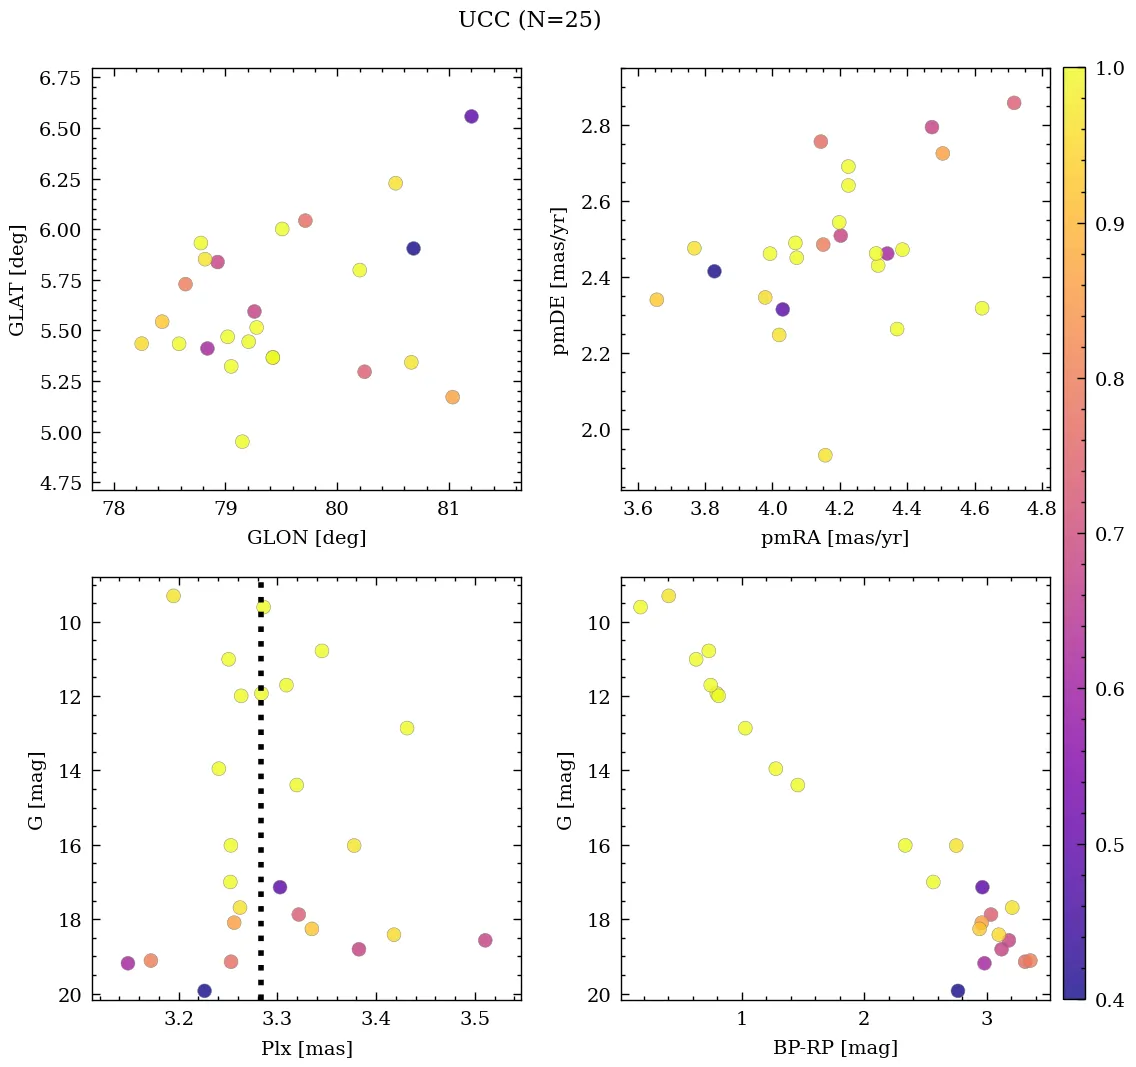 UCC (N=25)
6.75
6.50
6.25
6.00
5.75
5.50
5.25
5.00
4.75
GLAT [deg]
78 79 80 81
GLON [deg]
2.8
2.6
2.4
2.2
2.0
pmDE [mas/yr]
3.6 3.8 4.0 4.2 4.4 4.6 4.8
pmRA [mas/yr]
10
12
14
16
18
20
G [mag]
3.2 3.3 3.4 3.5
Plx [mas]
10
12
14
16
18
20
G [mag]
1 2 3
BP-RP [mag]
1.0
0.9
0.8
0.7
0.6
0.5
0.4